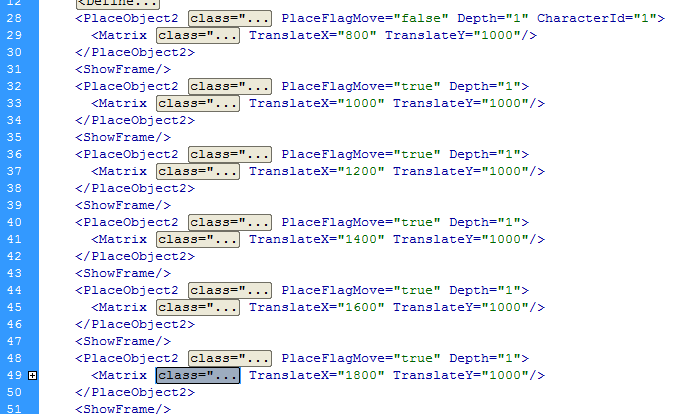 12 <Define...
28 <PlaceObject2 class="... PlaceFlagMove="false" Depth="1" CharacterId="1">
29 <Matrix class="... TranslateX="800" TranslateY="1000"/>
30 </PlaceObject2>
31 <ShowFrame/>
32 <PlaceObject2 class="... PlaceFlagMove="true" Depth="1">
33 <Matrix class="... TranslateX="1000" TranslateY="1000"/>
34 </PlaceObject2>
35 <ShowFrame/>
36 <PlaceObject2 class="... PlaceFlagMove="true" Depth="1">
37 <Matrix class="... TranslateX="1200" TranslateY="1000"/>
38 </PlaceObject2>
39 <ShowFrame/>
40 <PlaceObject2 class="... PlaceFlagMove="true" Depth="1">
41 <Matrix class="... TranslateX="1400" TranslateY="1000"/>
42 </PlaceObject2>
43 <ShowFrame/>
44 <PlaceObject2 class="... PlaceFlagMove="true" Depth="1">
45 <Matrix class="... TranslateX="1600" TranslateY="1000"/>
46 </PlaceObject2>
47 <ShowFrame/>
48 <PlaceObject2 class="... PlaceFlagMove="true" Depth="1">
49 <Matrix class="... TranslateX="1800" TranslateY="1000"/>
50 </PlaceObject2>
51 <ShowFrame/>